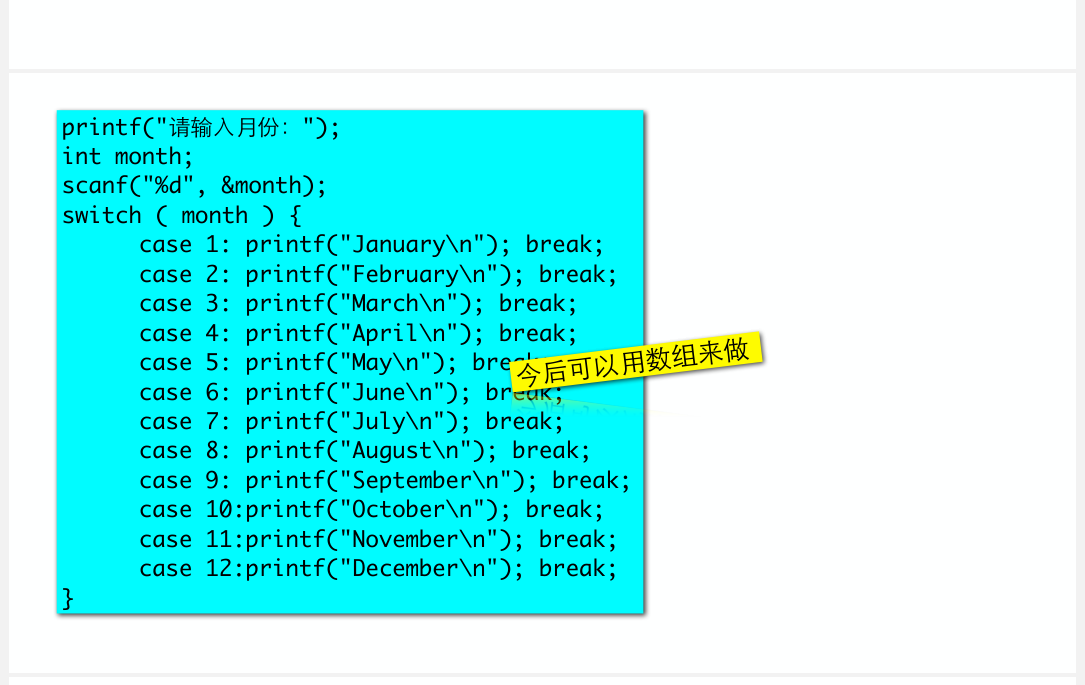 printf("请输入月份：");
int month;
scanf("%d", &month);
switch ( month ) {
case 1: printf("January\n"); break;
case 2: printf("February\n"); break;
case 3: printf("March\n"); break;
case 4: printf("April\n"); break;
case 5: printf("May\n"); break;
今后可以用数组来做
case 6: printf("June\n"); break;
case 7: printf("July\n"); break;
case 8: printf("August\n"); break;
case 9: printf("September\n"); break;
case 10:printf("October\n"); break;
case 11:printf("November\n"); break;
case 12:printf("December\n"); break;
}